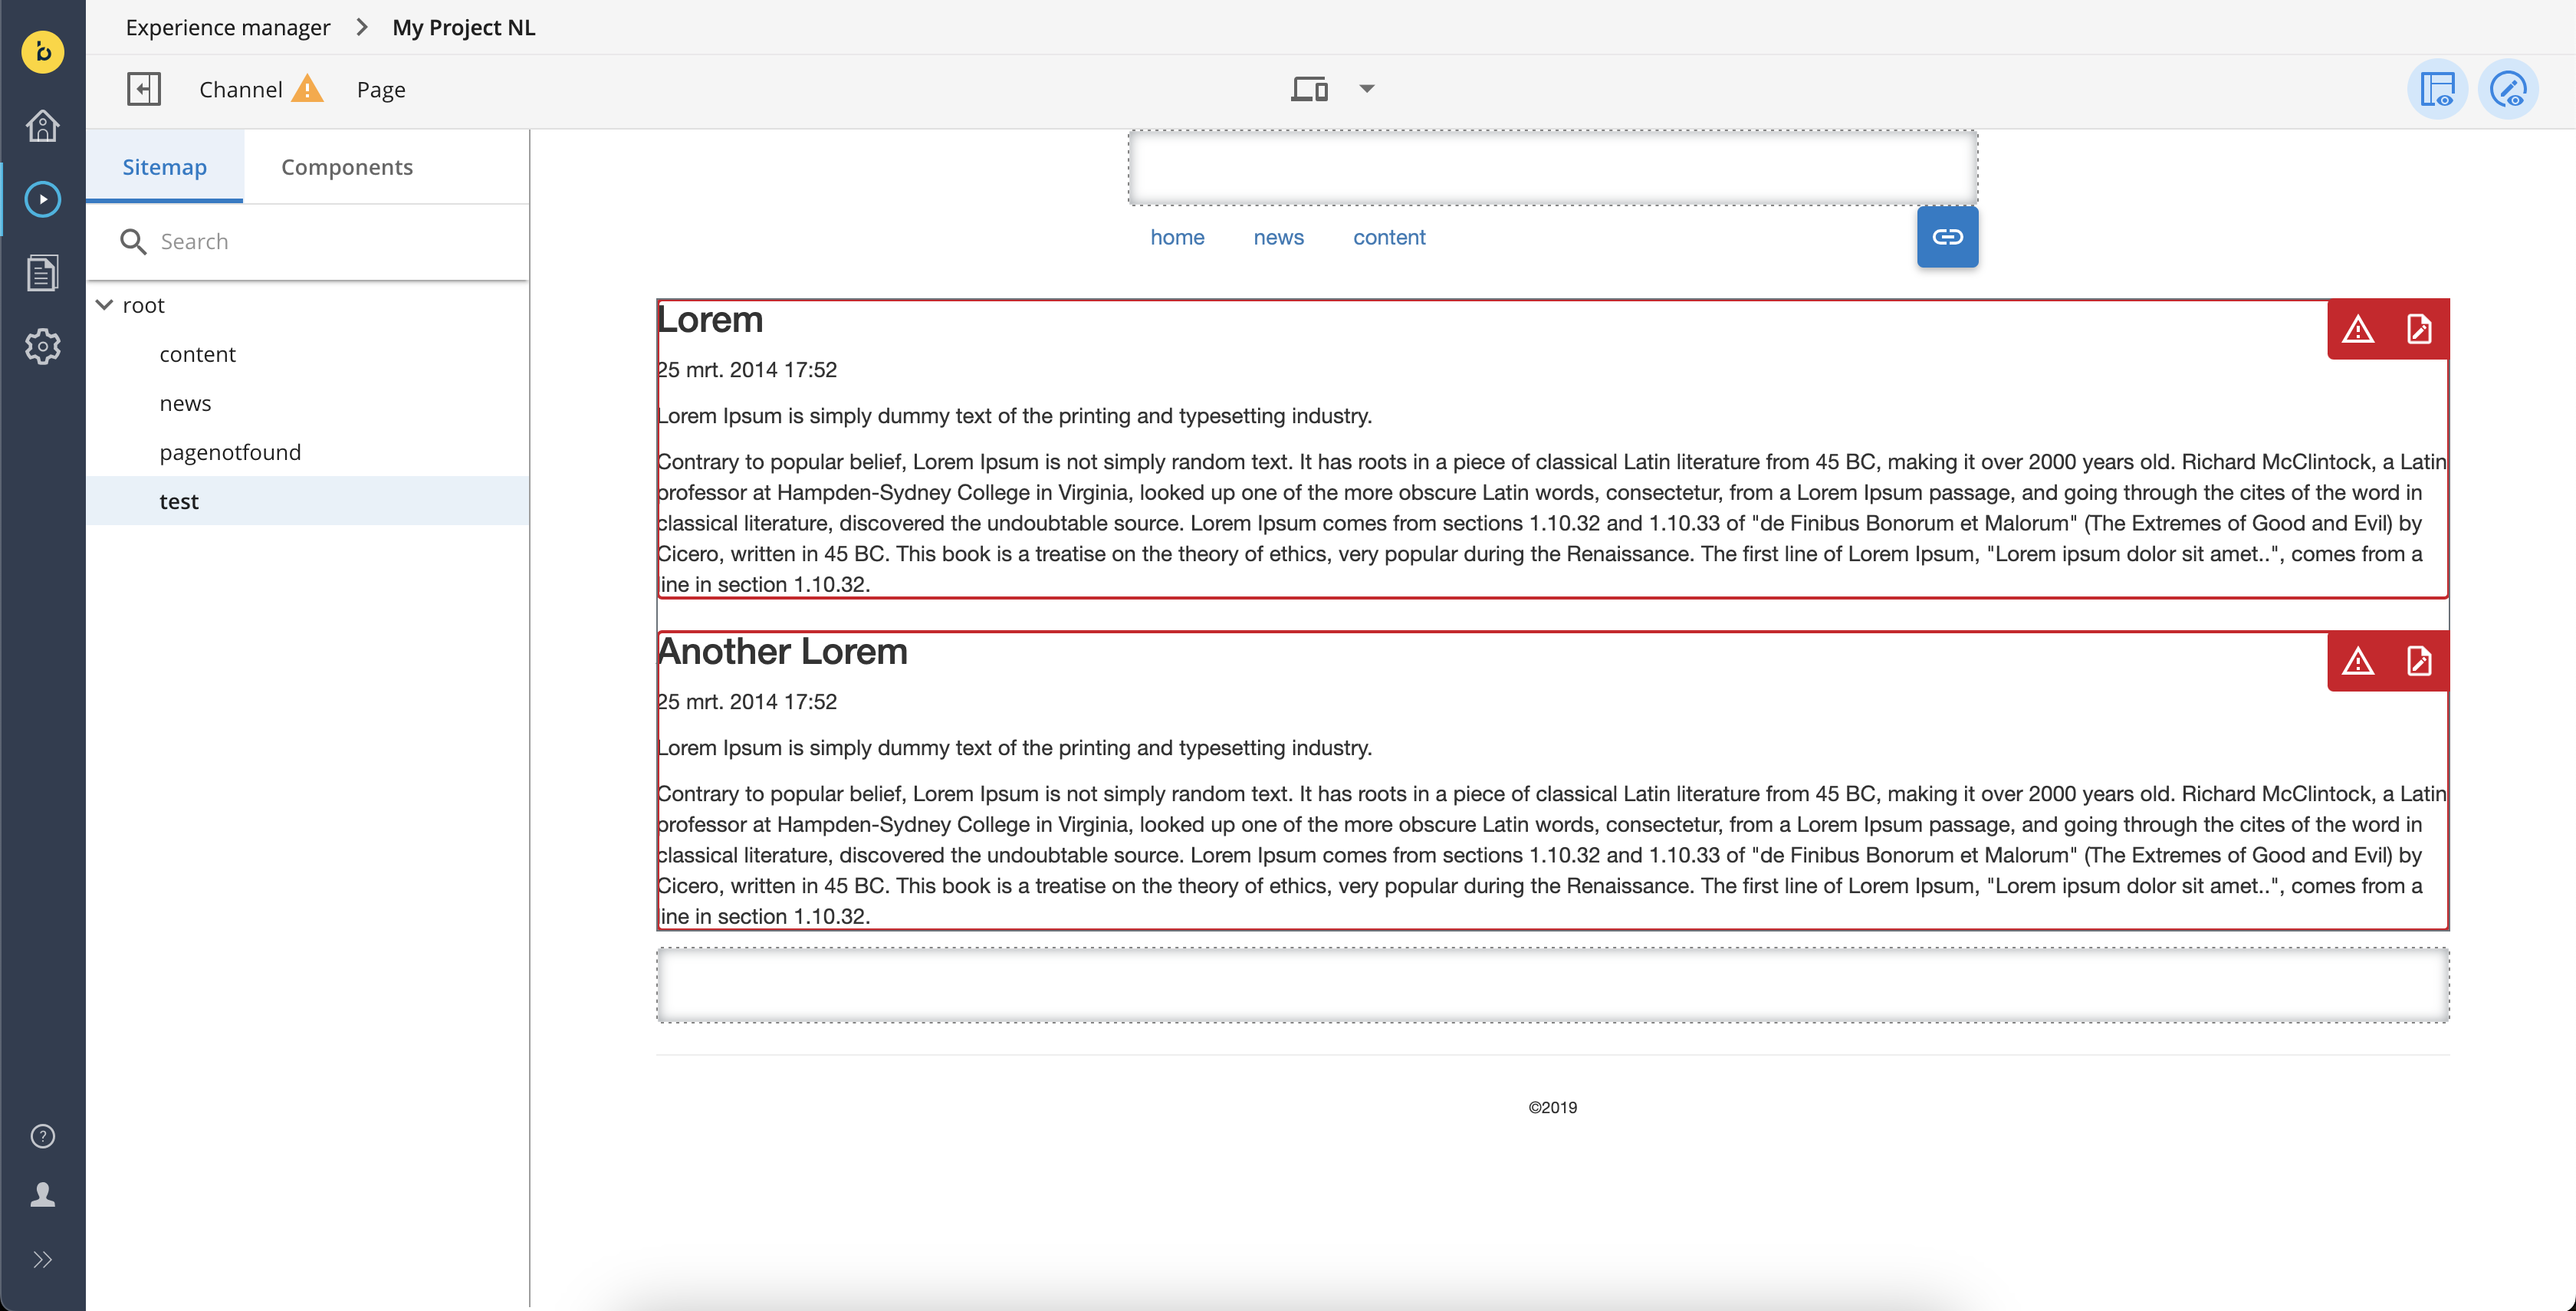 Experience manager > My Project NL
Channel Page
Sitemap Components
Search
root
content
news
pagenotfound
test
home news content
Lorem
25 mrt. 2014 17:52
Lorem Ipsum is simply dummy text of the printing and typesetting industry.
Contrary to popular belief, Lorem Ipsum is not simply random text. It has roots in a piece of classical Latin literature from 45 BC, making it over 2000 years old. Richard McClintock, a Latin
professor at Hampden-Sydney College in Virginia, looked up one of the more obscure Latin words, consectetur, from a Lorem Ipsum passage, and going through the cites of the word in
classical literature, discovered the undoubtable source. Lorem Ipsum comes from sections 1.10.32 and 1.10.33 of "de Finibus Bonorum et Malorum" (The Extremes of Good and Evil) by
Cicero, written in 45 BC. This book is a treatise on the theory of ethics, very popular during the Renaissance. The first line of Lorem Ipsum, "Lorem ipsum dolor sit amet..", comes from a
line in section 1.10.32.
Another Lorem
25 mrt. 2014 17:52
Lorem Ipsum is simply dummy text of the printing and typesetting industry.
Contrary to popular belief, Lorem Ipsum is not simply random text. It has roots in a piece of classical Latin literature from 45 BC, making it over 2000 years old. Richard McClintock, a Latin
professor at Hampden-Sydney College in Virginia, looked up one of the more obscure Latin words, consectetur, from a Lorem Ipsum passage, and going through the cites of the word in
classical literature, discovered the undoubtable source. Lorem Ipsum comes from sections 1.10.32 and 1.10.33 of "de Finibus Bonorum et Malorum" (The Extremes of Good and Evil) by
Cicero, written in 45 BC. This book is a treatise on the theory of ethics, very popular during the Renaissance. The first line of Lorem Ipsum, "Lorem ipsum dolor sit amet..", comes from a
line in section 1.10.32.
©2019